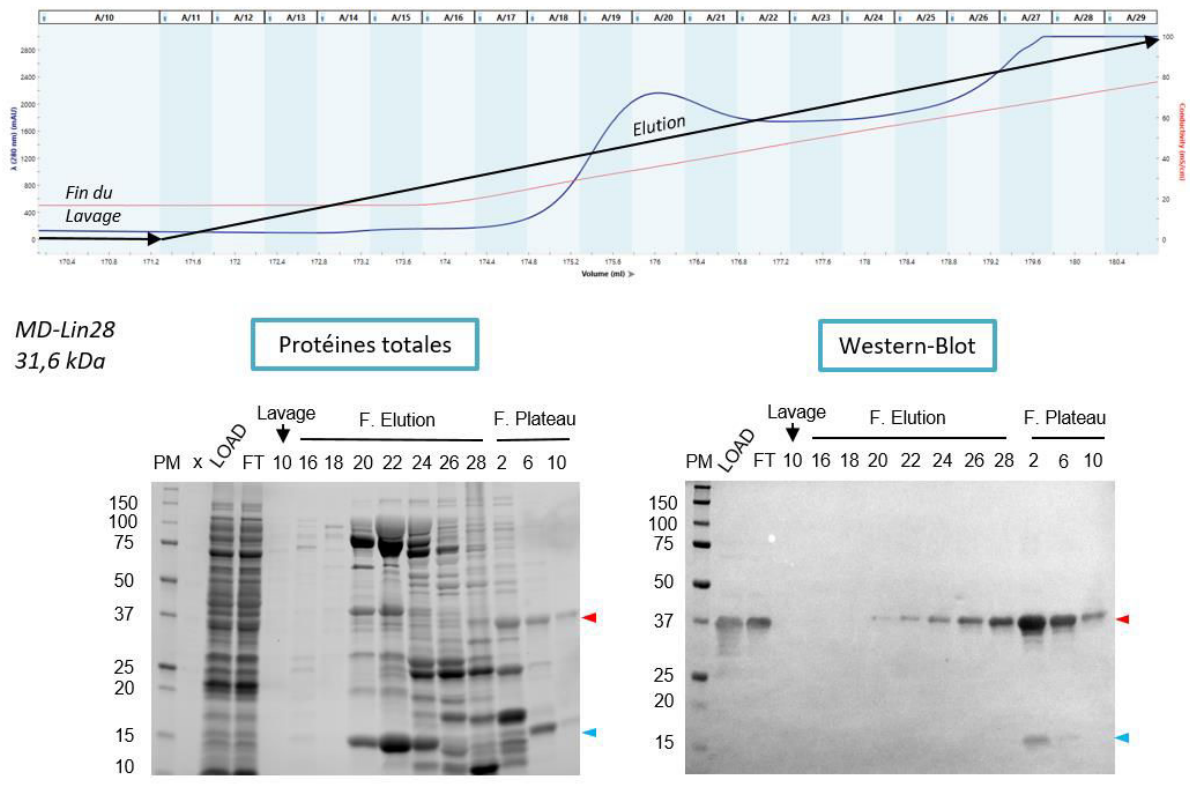 A/10 A/11 A/12 A/13 A/14 A/15 A/16 A/17 A/18 A/19 A/20 A/21 A/22 A/23 A/24 A/25 A/26 A/27 A/28 A/29
λ (280 nm) (mAU)
2800
2400
2000
1600
1200
800
400
0
Fin du
Lavage
Elution
100
80
60
40
20
0
Conductivity (mS/cm)
170.4 170.8 171.2 171.6 172 172.4 172.8 173.2 173.6 174 174.4 174.8 175.2 175.6 176 176.4 176.8 177.2 177.6 178 178.4 178.8 179.2 179.6 180 180.4
Volume (ml)
MD-Lin28
31,6 kDa
Protéines totales
Western-Blot
Lavage F. Elution F. Plateau
PM x LOAD FT 10 16 18 20 22 24 26 28 2 6 10
150
100
75
50
37
25
20
15
10
Lavage F. Elution F. Plateau
PM LOAD FT 10 16 18 20 22 24 26 28 2 6 10
150
100
75
50
37
25
20
15